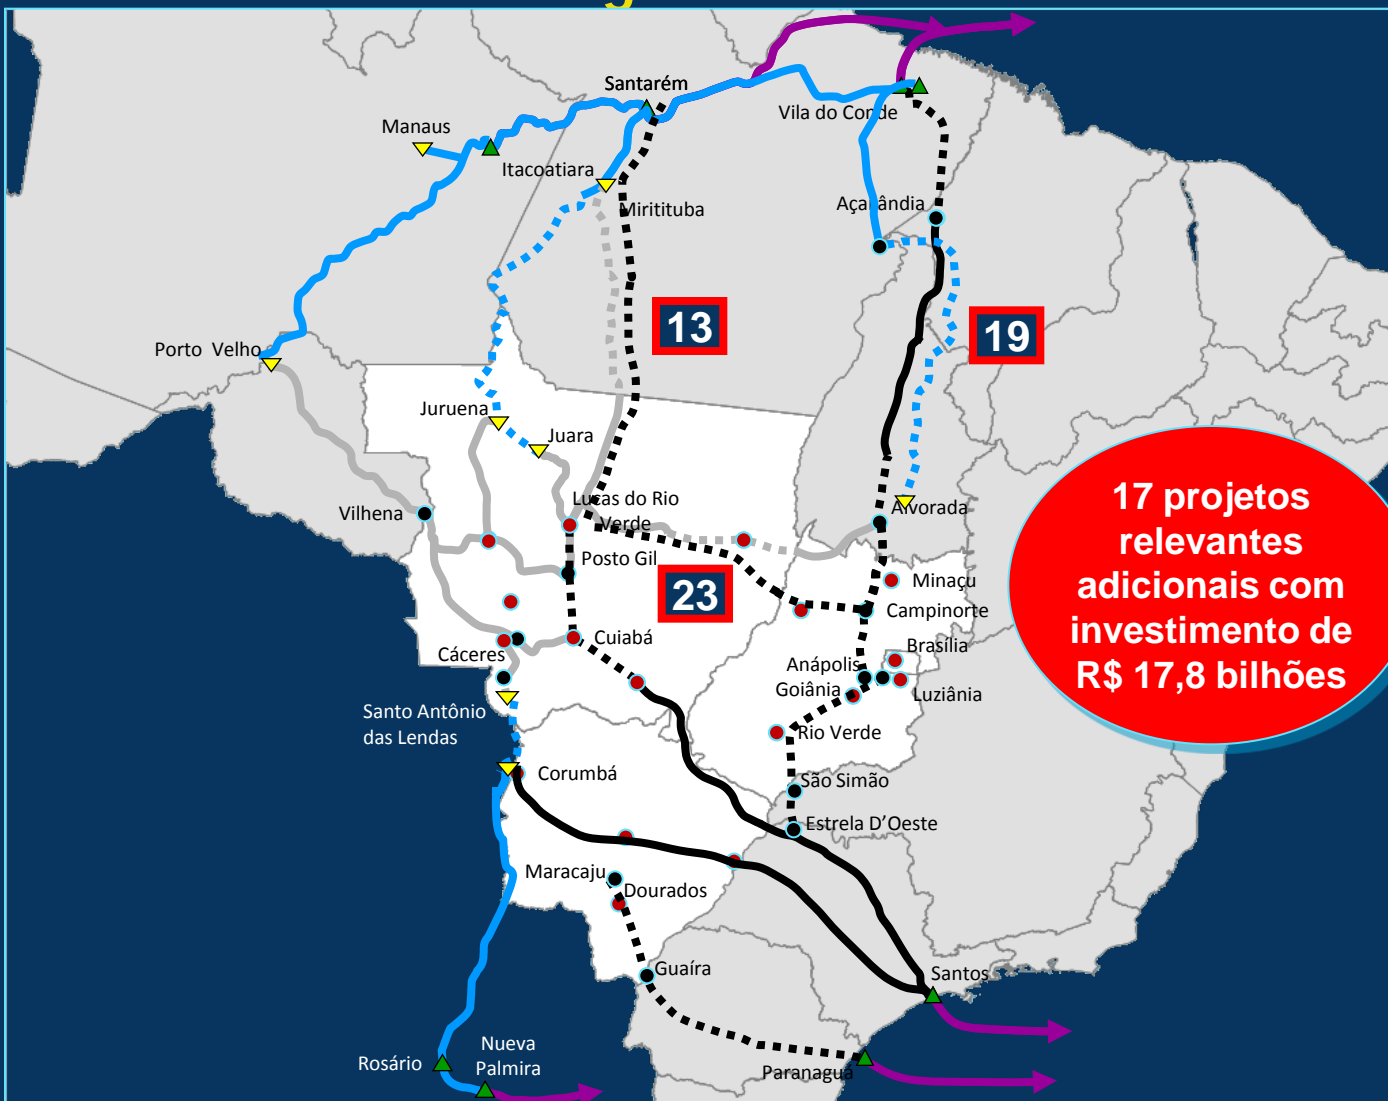 Santarém
Manaus
Vila do Conde
Itacoatiara
Miritituba
Açailândia
13
19
Porto Velho
Juruena
Juara
Lucas do Rio
Verde
Vilhena
Alvorada
Posto Gil
Minaçu
23
Campinorte
Cuiabá
Brasília
Cáceres
Anápolis
Goiânia
Luziânia
Santo Antônio
das Lendas
Rio Verde
Corumbá
São Simão
Estrela D'Oeste
Maracaju
Dourados
Guaíra
Santos
Nueva
Palmira
Rosário
Paranaguá
17 projetos
relevantes
adicionais com
investimento de
R$ 17,8 bilhões